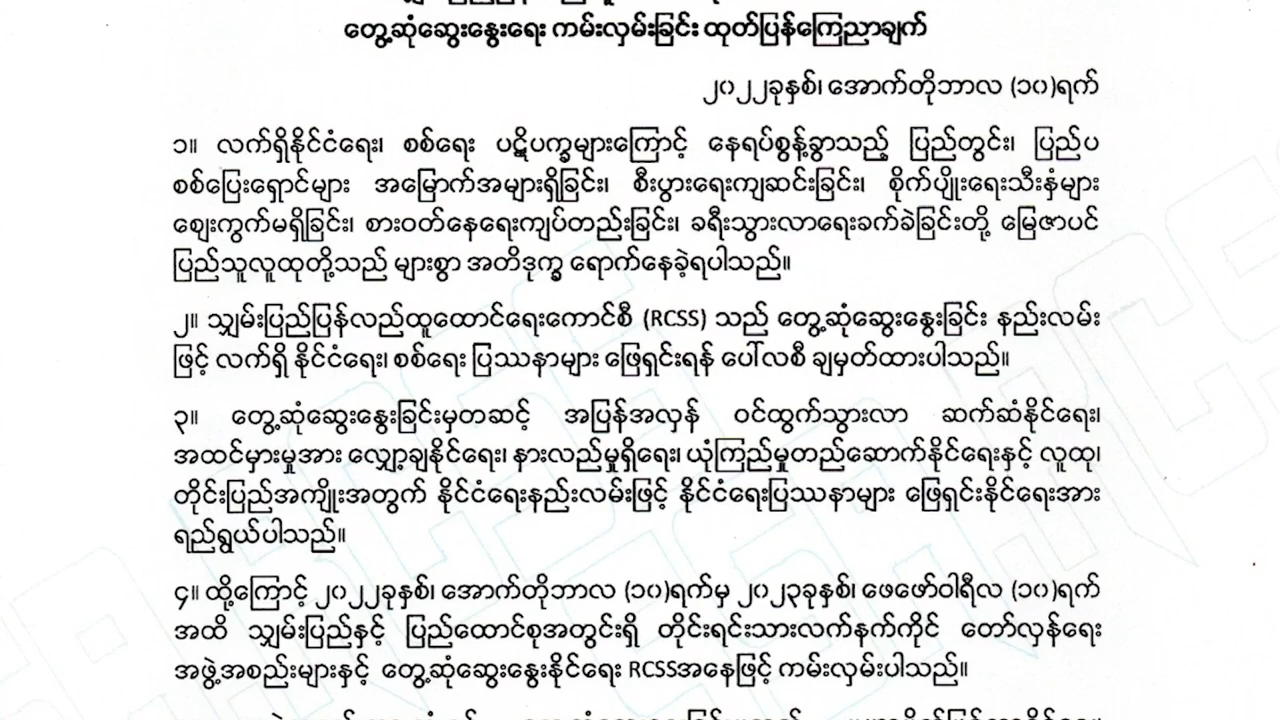 တွေ့ဆုံဆွေးနွေးရေး ကမ်းလှမ်းခြင်း ထုတ်ပြန်ကြေညာချက်
၂၀၂၂ခုနှစ်၊ အောက်တိုဘာလ (၁၀)ရက်
၁။ လက်ရှိနိုင်ငံရေး၊ စစ်ရေး ပဋိပက္ခများကြောင့် နေရပ်စွန့်ခွာသည့် ပြည်တွင်း၊ ပြည်ပ
စစ်ပြေးရှောင်များ အမြောက်အများရှိခြင်း၊ စီးပွားရေးကျဆင်းခြင်း၊ စိုက်ပျိုးရေးသီးနှံများ
ဈေးကွက်မရှိခြင်း၊ စားဝတ်နေရေးကျပ်တည်းခြင်း၊ ခရီးသွားလာရေးခက်ခဲခြင်းတို့ မြေဇာပင်
ပြည်သူလူထုတို့သည် များစွာ အတိဒုက္ခ ရောက်နေခဲ့ရပါသည်။
၂။ သျှမ်းပြည်ပြန်လည်ထူထောင်ရေးကောင်စီ (RCSS) သည် တွေ့ဆုံဆွေးနွေးခြင်း နည်းလမ်း
ဖြင့် လက်ရှိ နိုင်ငံရေး၊ စစ်ရေး ပြဿနာများ ဖြေရှင်းရန် ပေါ်လစီ ချမှတ်ထားပါသည်။
၃။ တွေ့ဆုံဆွေးနွေးခြင်းမှတဆင့် အပြန်အလှန် ဝင်ထွက်သွားလာ ဆက်ဆံနိုင်ရေး၊
အထင်မှားမှုအား လျှော့ချနိုင်ရေး၊ နားလည်မှုရှိရေး၊ ယုံကြည်မှုတည်ဆောက်နိုင်ရေးနှင့် လူထု၊
တိုင်းပြည်အကျိုးအတွက် နိုင်ငံရေးနည်းလမ်းဖြင့် နိုင်ငံရေးပြဿနာများ ဖြေရှင်းနိုင်ရေးအား
ရည်ရွယ်ပါသည်။
၄။ ထို့ကြောင့် ၂၀၂၂ခုနှစ်၊ အောက်တိုဘာလ (၁၀)ရက်မှ ၂၀၂၃ခုနှစ်၊ ဖေဖော်ဝါရီလ (၁၀)ရက်
အထိ သျှမ်းပြည်နှင့် ပြည်ထောင်စုအတွင်းရှိ တိုင်းရင်းသားလက်နက်ကိုင် တော်လှန်ရေး
အဖွဲ့အစည်းများနှင့် တွေ့ဆုံဆွေးနွေးနိုင်ရေး RCSSအနေဖြင့် ကမ်းလှမ်းပါသည်။